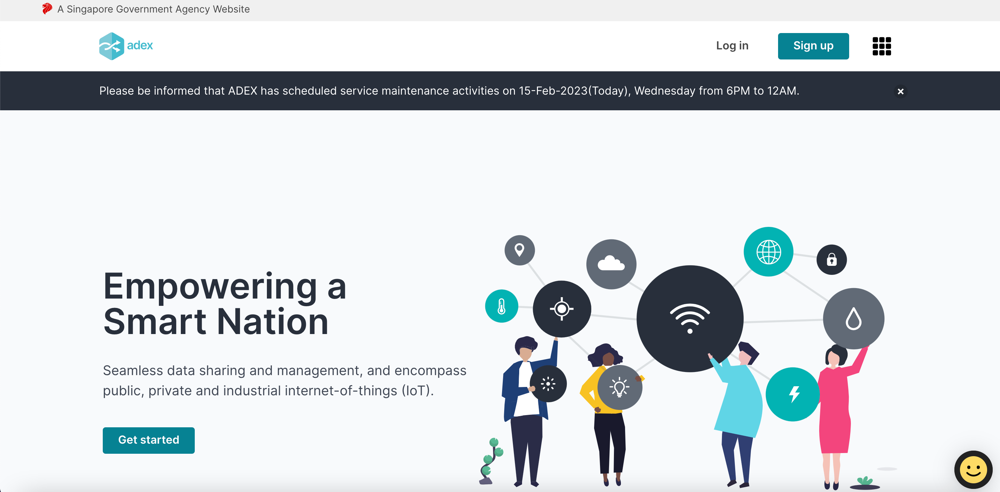 A Singapore Government Agency Website
adex
Log in
Sign up
Please be informed that ADEX has scheduled service maintenance activities on 15-Feb-2023(Today), Wednesday from 6PM to 12AM.
Empowering a
Smart Nation
Seamless data sharing and management, and encompass
public, private and industrial internet-of-things (IoT).
Get started